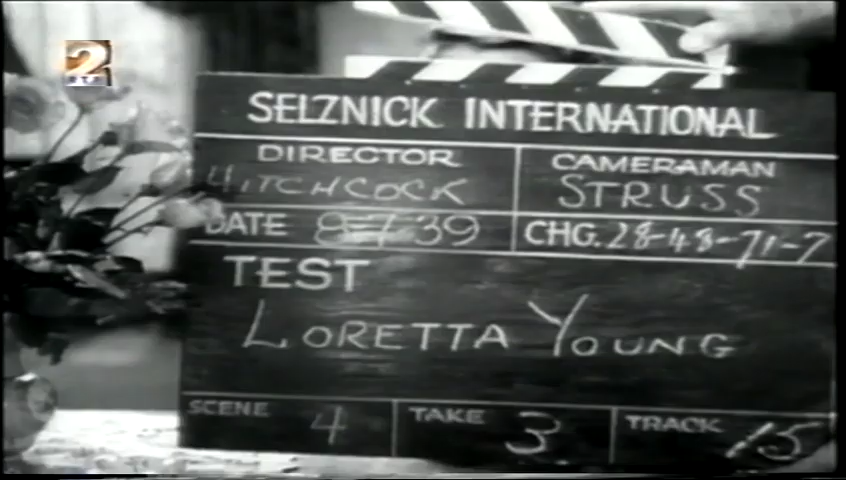 2
RTP
SELZNICK INTERNATIONAL
DIRECTOR
HITCHCOCK
CAMERAMAN
STRUSS
DATE 8-7-39
CHG. 28-48-71-7
TEST
LORETTA YOUNG
SCENE 4
TAKE 3
TRACK 15